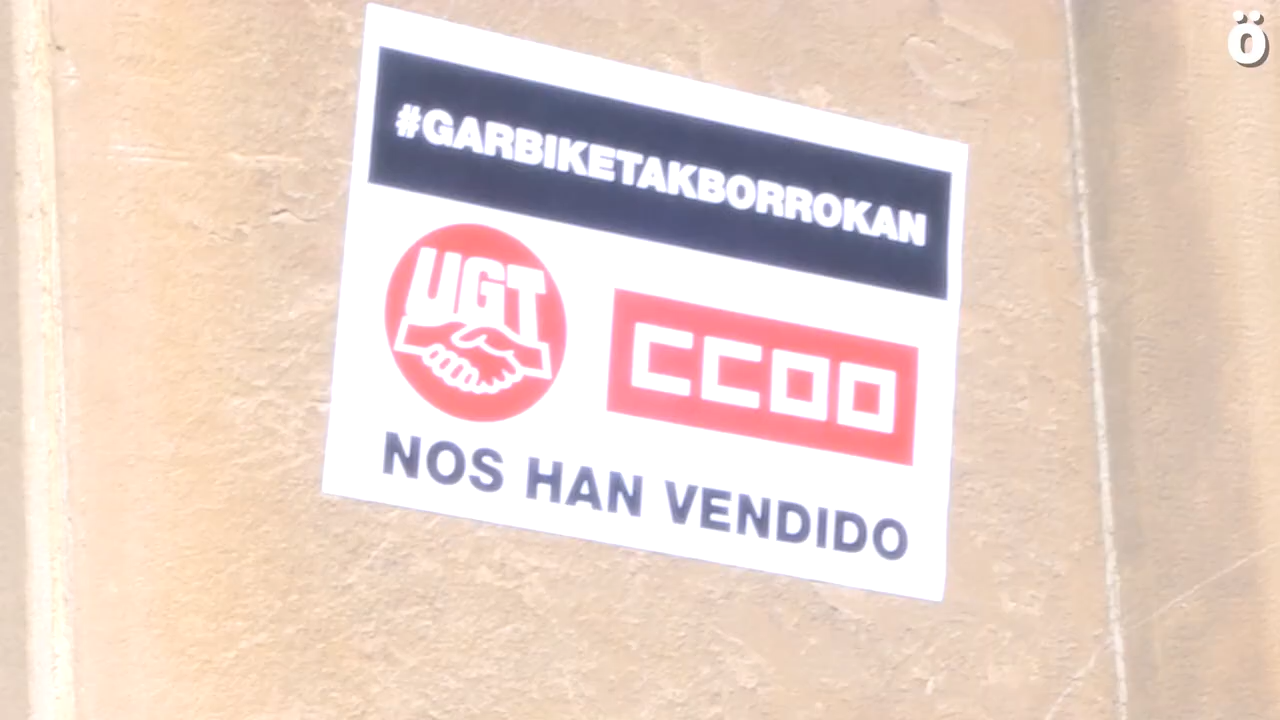 ö
#GARBIKETAKBORROKAN
UGT
CCOO
NOS HAN VENDIDO